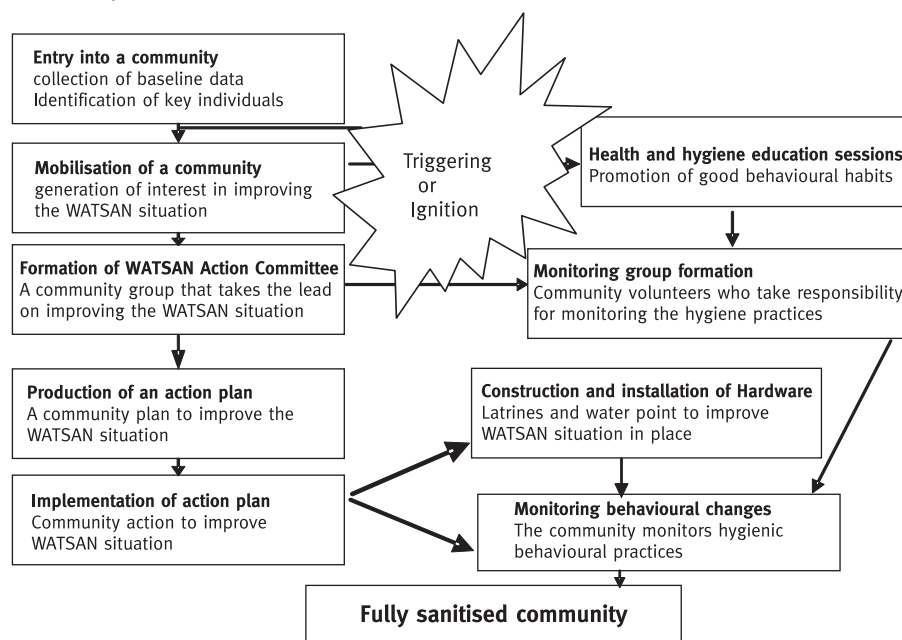 Entry into a community
collection of baseline data
Identification of key individuals
Mobilisation of a community
generation of interest in improving
the WATSAN situation
Triggering
or
Ignition
Health and hygiene education sessions
Promotion of good behavioural habits
Formation of WATSAN Action Committee
A community group that takes the lead
on improving the WATSAN situation
Monitoring group formation
Community volunteers who take responsibility
for monitoring the hygiene practices
Production of an action plan
A community plan to improve the
WATSAN situation
Construction and installation of Hardware
Latrines and water point to improve
WATSAN situation in place
Implementation of action plan
Community action to improve
WATSAN situation
Monitoring behavioural changes
The community monitors hygienic
behavioural practices
Fully sanitised community